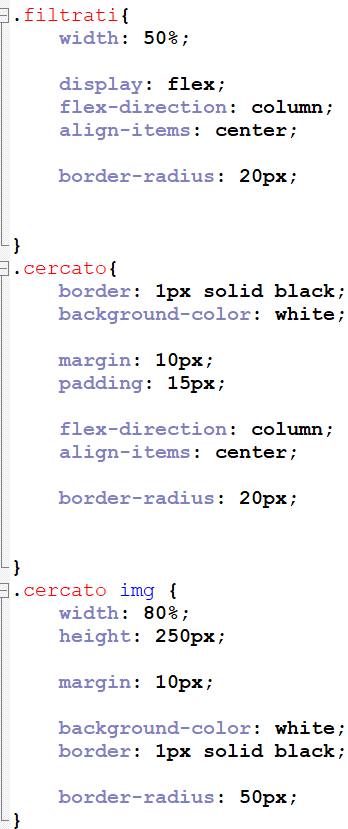 .filtrati{
width: 50%;
display: flex;
flex-direction: column;
align-items: center;
border-radius: 20px;
}
.cercato{
border: 1px solid black;
background-color: white;
margin: 10px;
padding: 15px;
flex-direction: column;
align-items: center;
border-radius: 20px;
}
.cercato img {
width: 80%;
height: 250px;
margin: 10px;
background-color: white;
border: 1px solid black;
border-radius: 50px;
}